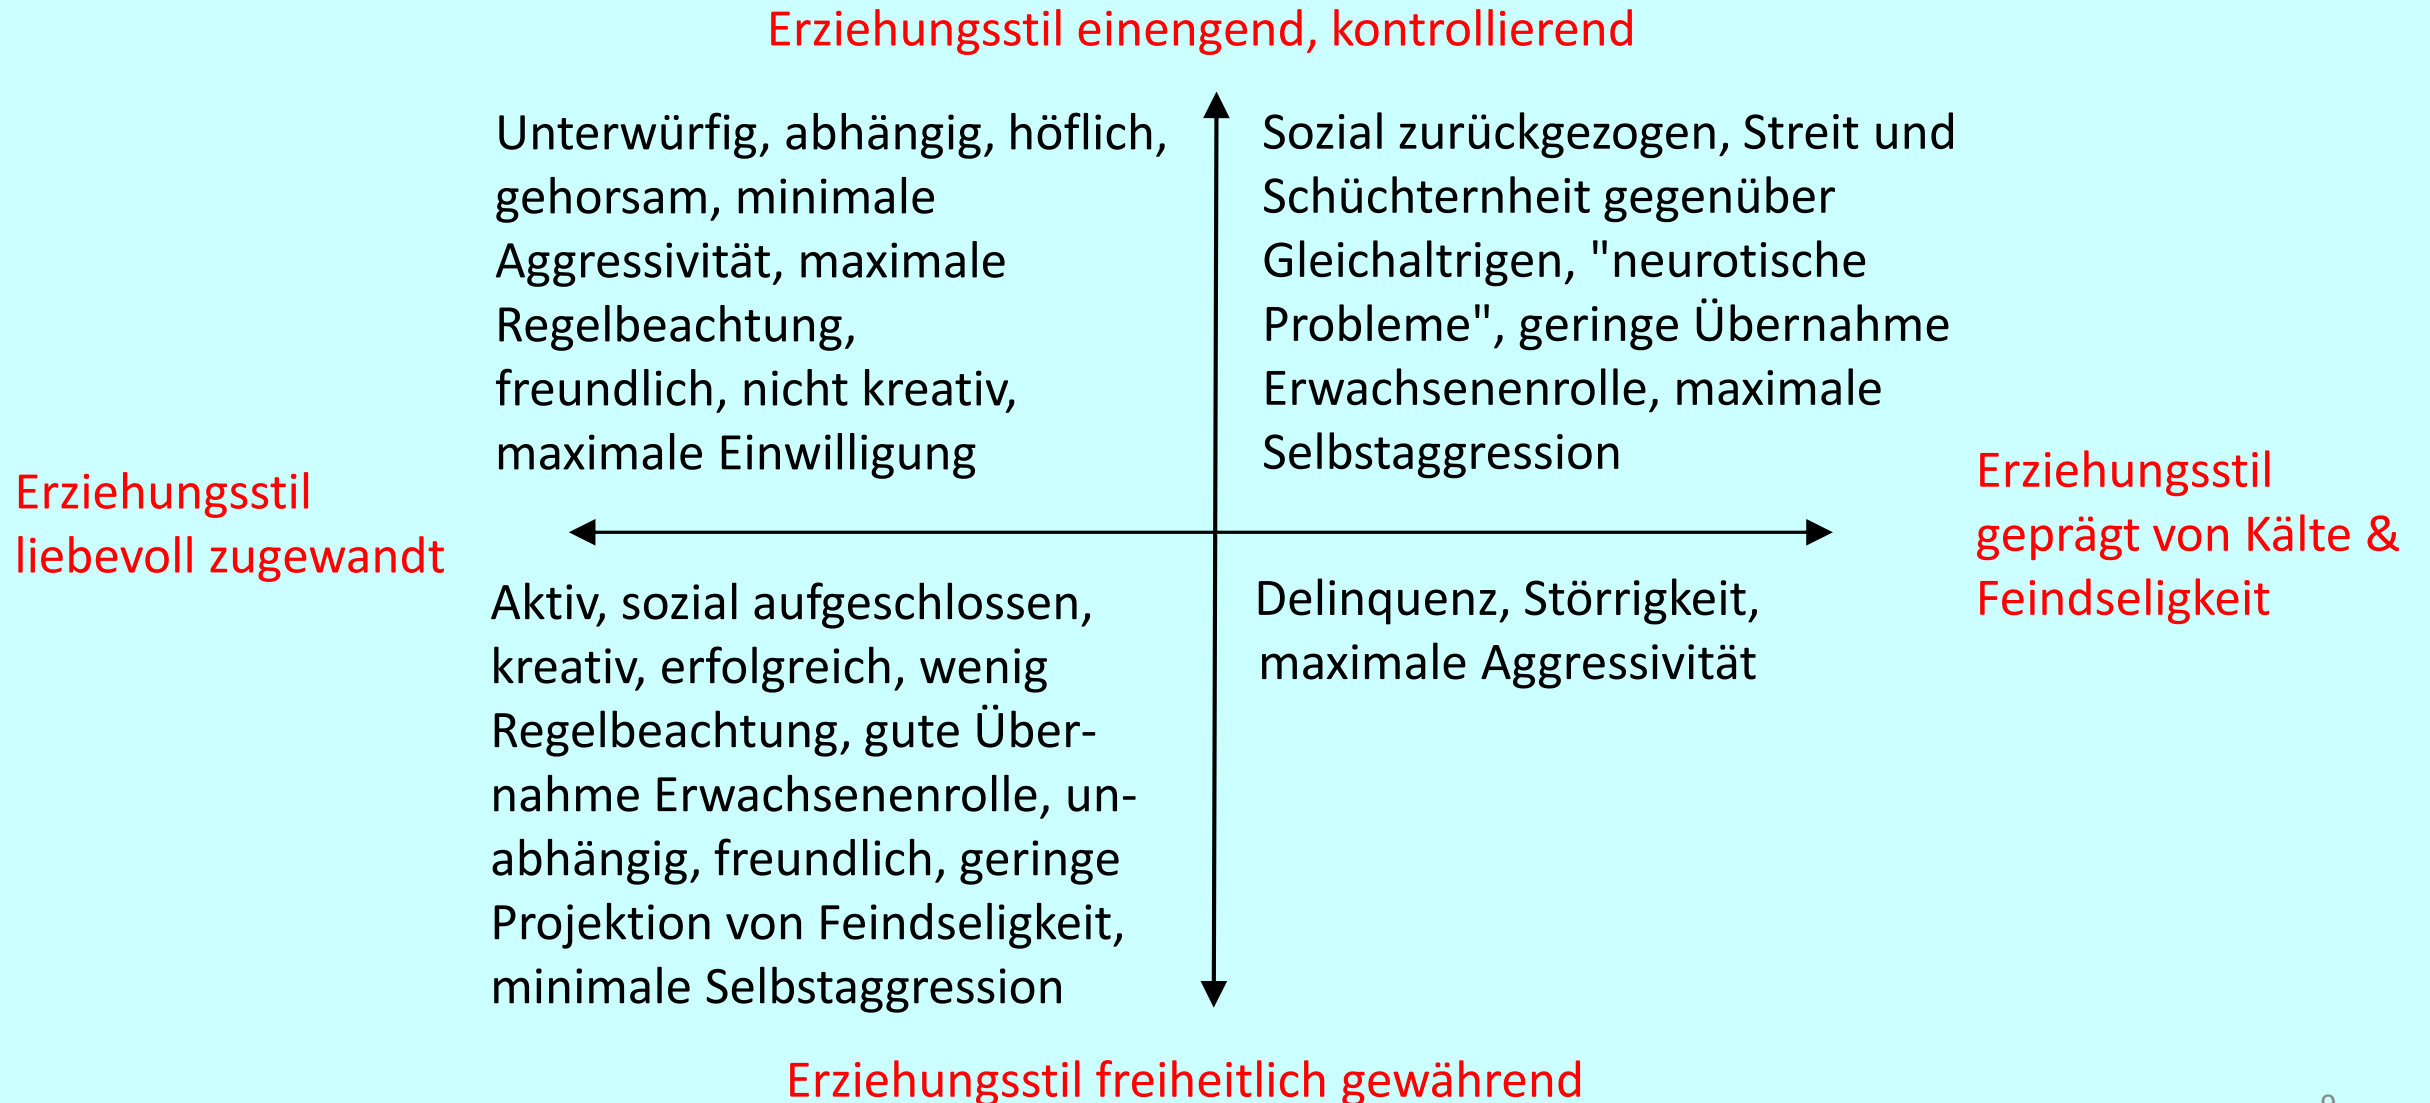 Erziehungsstil einengend, kontrollierend
Unterwürfig, abhängig, höflich,
gehorsam, minimale
Aggressivität, maximale
Regelbeachtung,
freundlich, nicht kreativ,
maximale Einwilligung
Sozial zurückgezogen, Streit und
Schüchternheit gegenüber
Gleichaltrigen, "neurotische
Probleme", geringe Übernahme
Erwachsenenrolle, maximale
Selbstaggression
Erziehungsstil
liebevoll zugewandt
Erziehungsstil
geprägt von Kälte &
Feindseligkeit
Aktiv, sozial aufgeschlossen,
kreativ, erfolgreich, wenig
Regelbeachtung, gute Über-
nahme Erwachsenenrolle, un-
abhängig, freundlich, geringe
Projektion von Feindseligkeit,
minimale Selbstaggression
Delinquenz, Störrigkeit,
maximale Aggressivität
Erziehungsstil freiheitlich gewährend